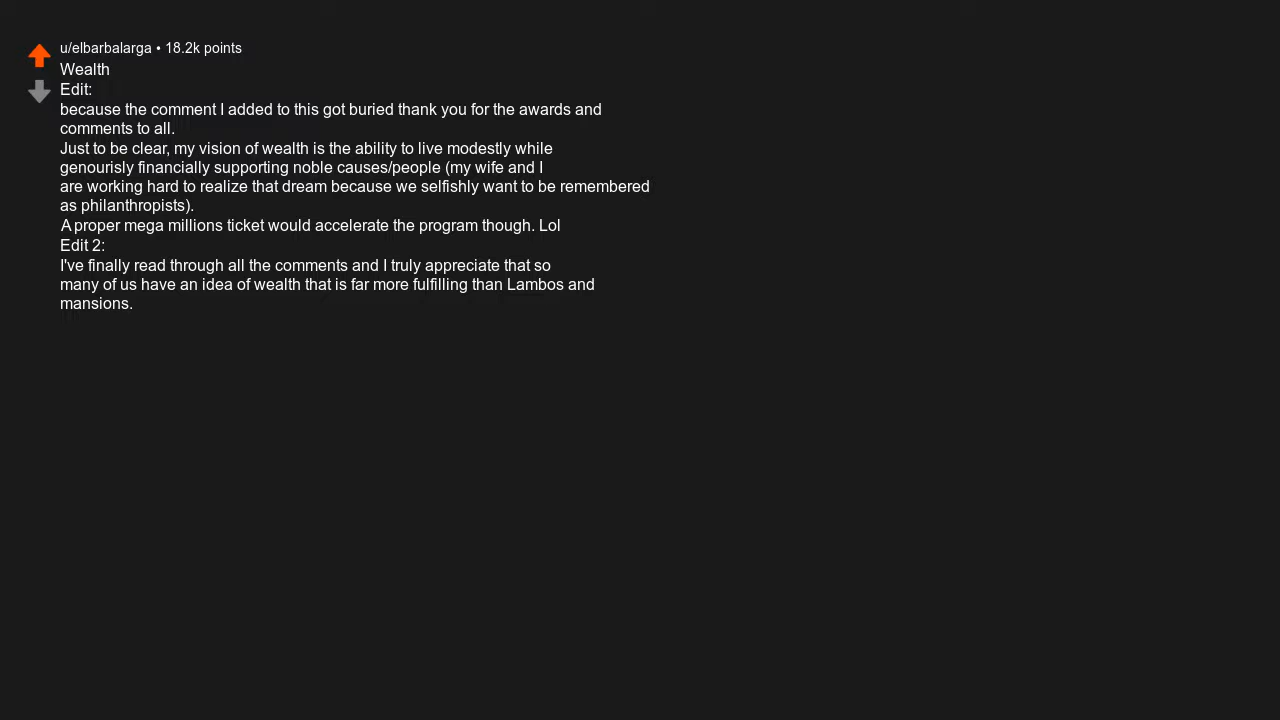 u/elbarbalarga • 18.2k points
Wealth
Edit:
because the comment I added to this got buried thank you for the awards and
comments to all.
Just to be clear, my vision of wealth is the ability to live modestly while
genourisly financially supporting noble causes/people (my wife and I
are working hard to realize that dream because we selfishly want to be remembered
as philanthropists).
A proper mega millions ticket would accelerate the program though. Lol
Edit 2:
I've finally read through all the comments and I truly appreciate that so
many of us have an idea of wealth that is far more fulfilling than Lambos and
mansions.